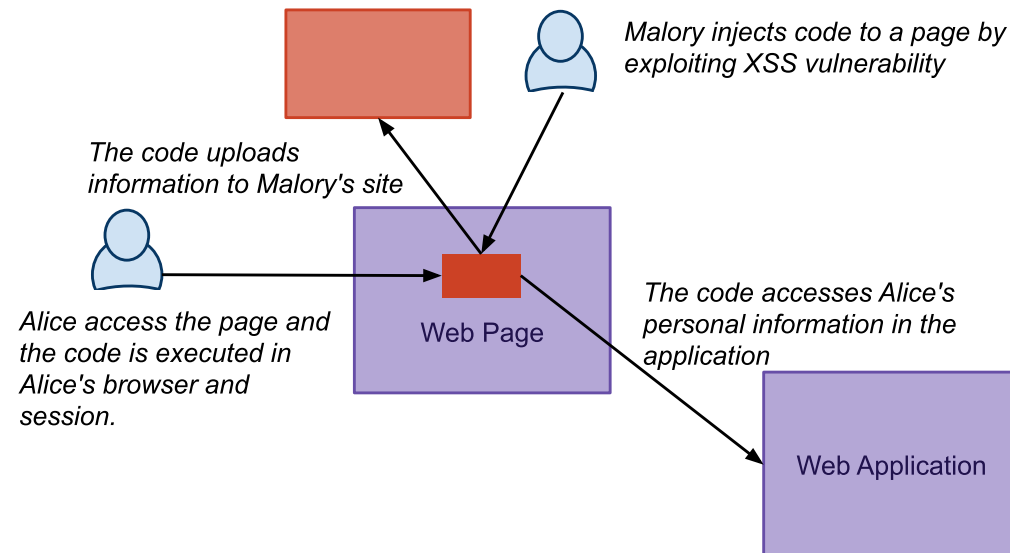 Malory injects code to a page by
exploiting XSS vulnerability
The code uploads
information to Malory's site
Alice access the page and
the code is executed in
Alice's browser and
session.
Web Page
The code accesses Alice's
personal information in the
application
Web Application